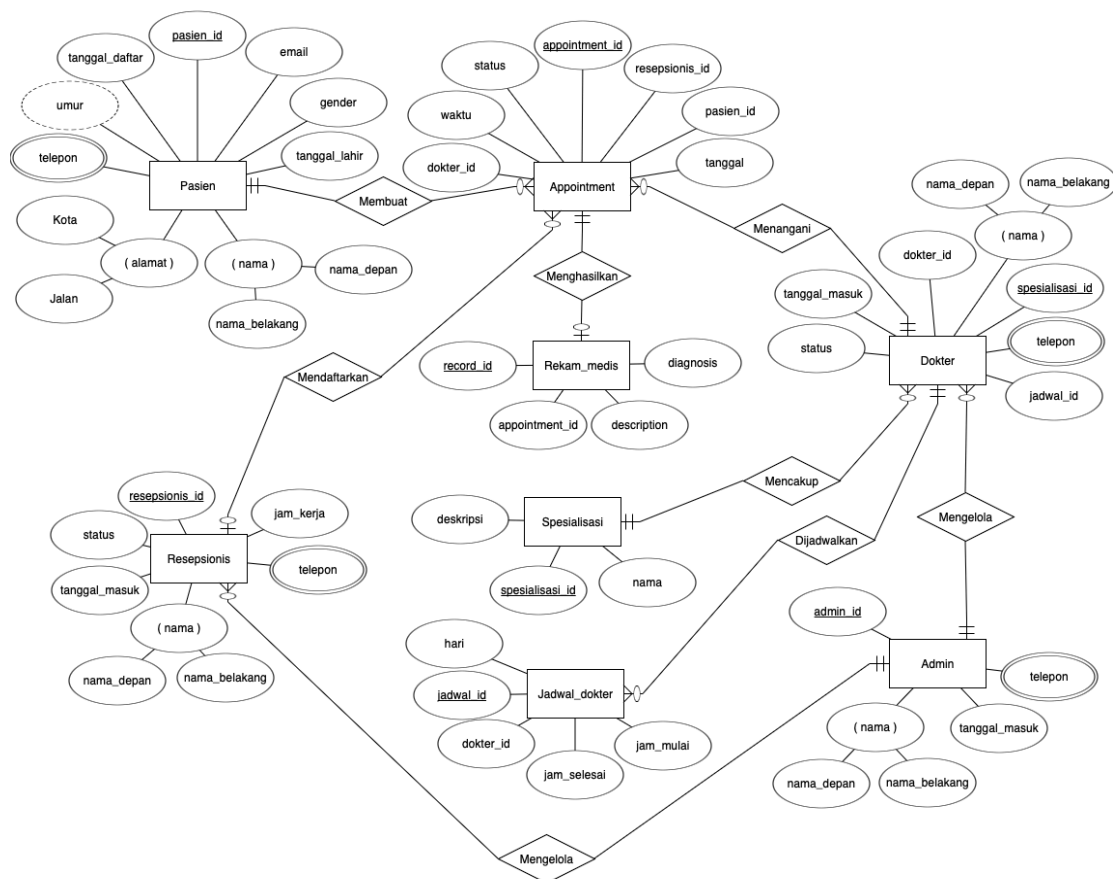 pasien_id
tanggal_daftar
email
umur
gender
telepon
tanggal_lahir
Pasien
Kota
( alamat )
( nama )
nama_depan
Jalan
nama_belakang
Membuat
appointment_id
status
resepsionis_id
waktu
pasien_id
dokter_id
tanggal
Appointment
Menangani
nama_depan
nama_belakang
( nama )
dokter_id
spesialisasi_id
tanggal_masuk
telepon
status
Dokter
jadwal_id
Menghasilkan
record_id
Rekam_medis
diagnosis
appointment_id
description
Mendaftarkan
resepsionis_id
jam_kerja
status
Resepsionis
telepon
tanggal_masuk
( nama )
nama_depan
nama_belakang
Mencakup
deskripsi
Spesialisasi
spesialisasi_id
nama
Dijadwalkan
Mengelola
hari
jadwal_id
Jadwal_dokter
dokter_id
jam_mulai
jam_selesai
admin_id
Admin
telepon
( nama )
tanggal_masuk
nama_depan
nama_belakang
Mengelola